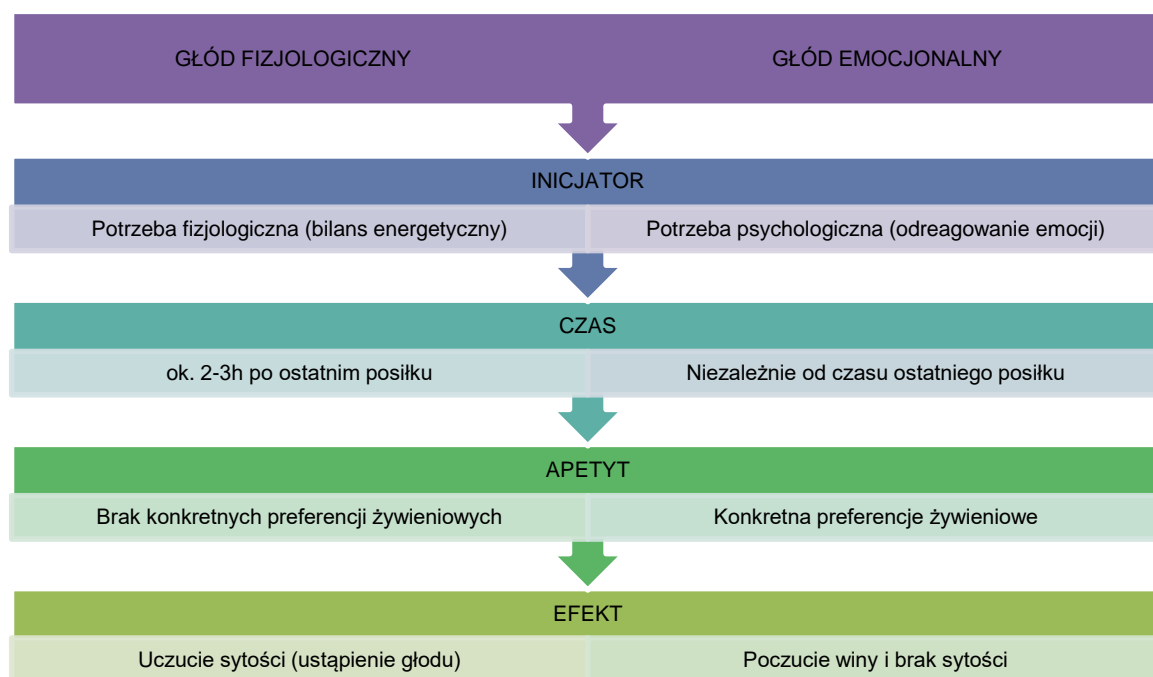 GŁÓD FIZJOLOGICZNY
GŁÓD EMOCJONALNY
INICJATOR
Potrzeba fizjologiczna (bilans energetyczny)
Potrzeba psychologiczna (odreagowanie emocji)
CZAS
ok. 2-3h po ostatnim posiłku
Niezależnie od czasu ostatniego posiłku
APETYT
Brak konkretnych preferencji żywieniowych
Konkretna preferencje żywieniowe
EFEKT
Uczucie sytości (ustąpienie głodu)
Poczucie winy i brak sytości